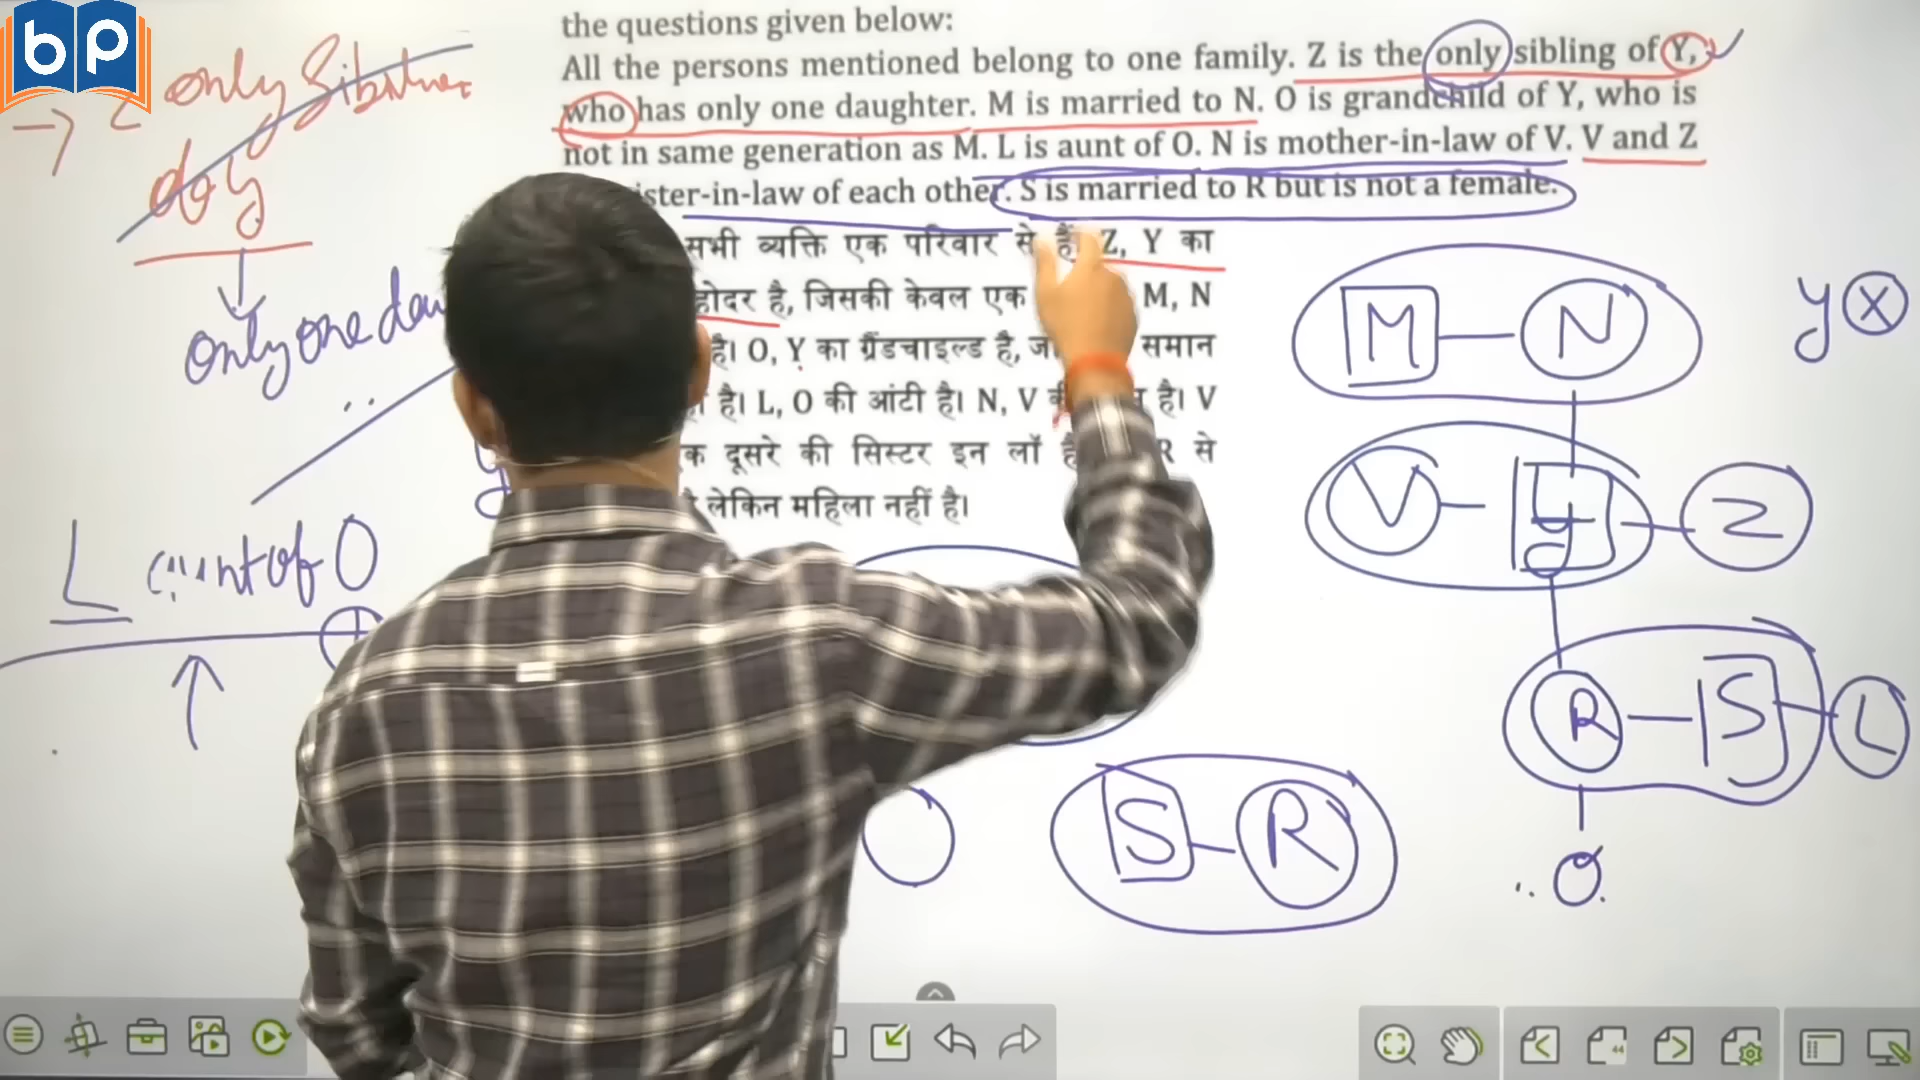 bp
the questions given below:
All the persons mentioned belong to one family. Z is the only sibling of Y,
who has only one daughter. M is married to N. O is grandchild of Y, who is
not in same generation as M. L is aunt of O. N is mother-in-law of V. V and Z
ster-in-law of each other. S is married to R but is not a female.
सभी व्यक्ति एक परिवार से हैं। Z, Y का
होदर है, जिसकी केवल एक M, N
है। O, Y का ग्रैंडचाइल्ड है, समान
है। L, O की आंटी है। N, V है। V
क दूसरे की सिस्टर इन लॉ R से
लेकिन महिला नहीं है।
→ Z only Sibling
of y
only one dau
L aunt of O
M N
y X
V y Z
R S L
O
S R
44